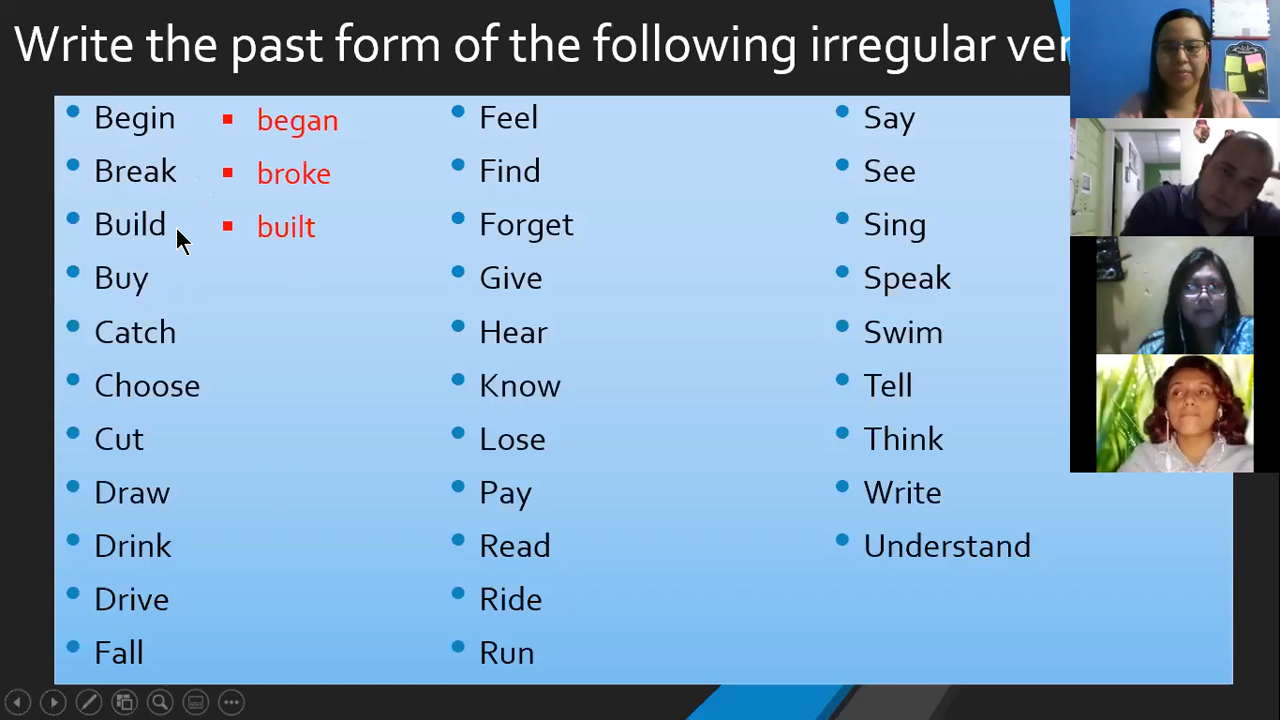 Write the past form of the following irregular ver
Begin
Break
Build
Buy
Catch
Choose
Cut
Draw
Drink
Drive
Fall
began
broke
built
Feel
Find
Forget
Give
Hear
Know
Lose
Pay
Read
Ride
Run
Say
See
Sing
Speak
Swim
Tell
Think
Write
Understand